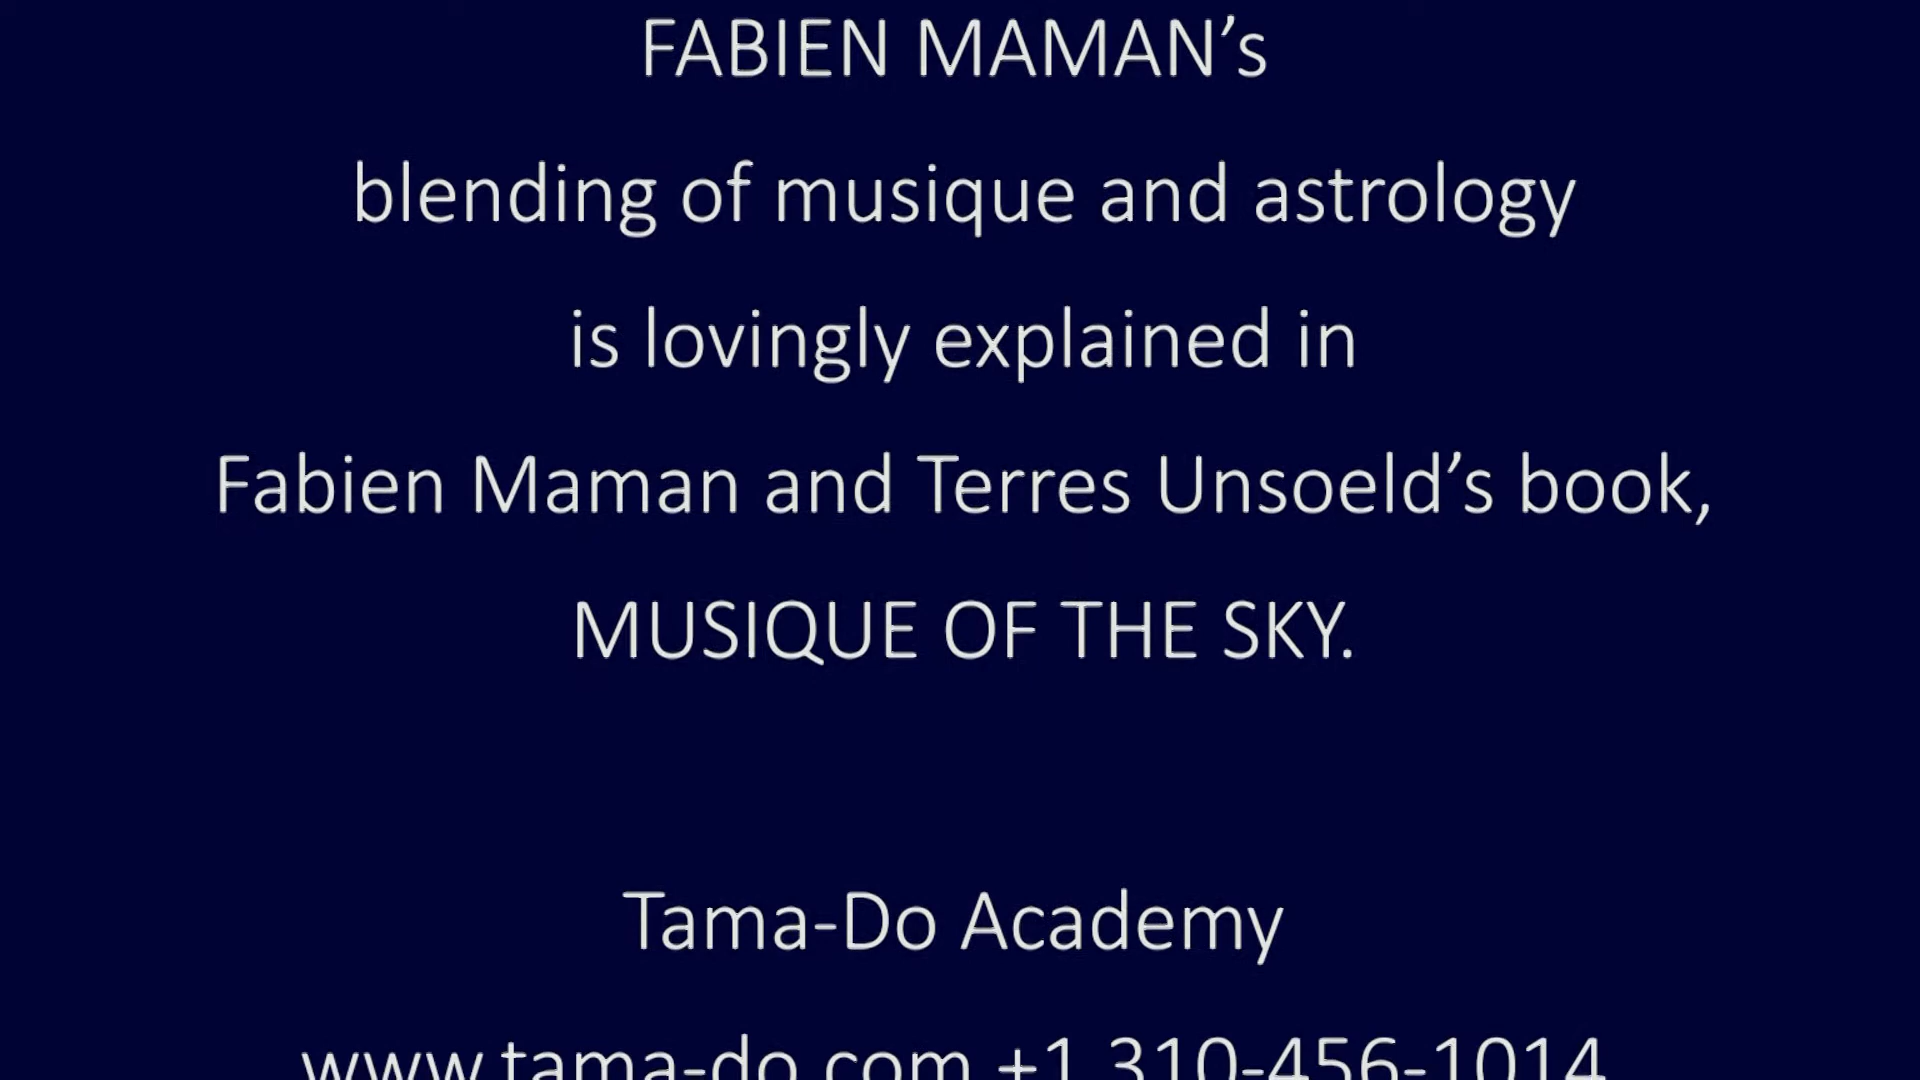 FABIEN MAMAN’s
blending of musique and astrology
is lovingly explained in
Fabien Maman and Terres Unsoeld’s book,
MUSIQUE OF THE SKY.
Tama-Do Academy
www.tama-do.com +1 310-456-1014